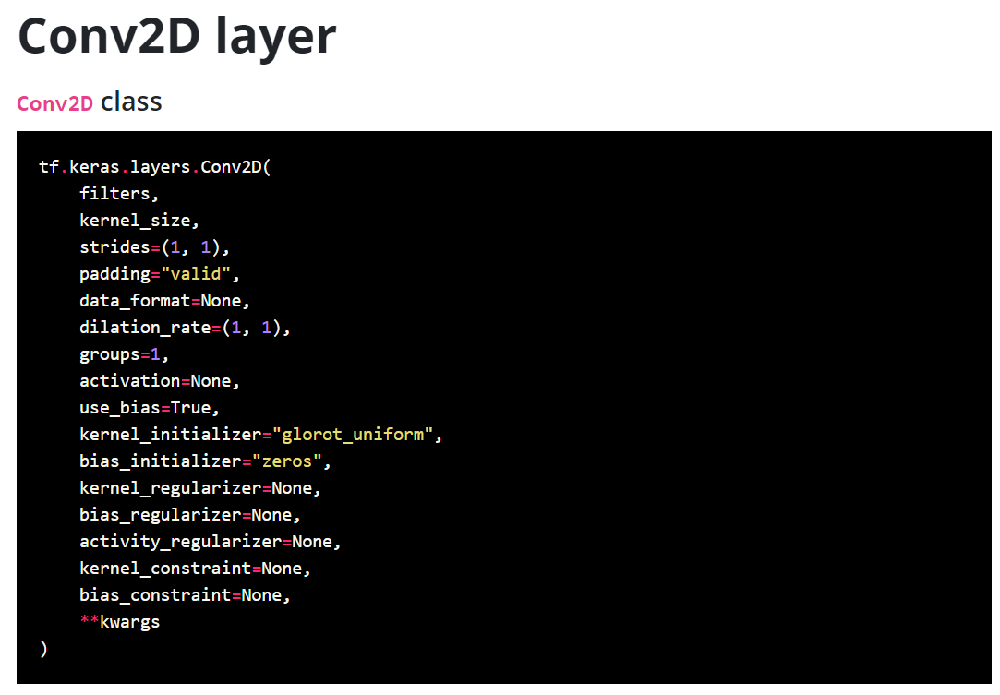 Conv2D layer
Conv2D class
tf.keras.layers.Conv2D(
    filters,
    kernel_size,
    strides=(1, 1),
    padding="valid",
    data_format=None,
    dilation_rate=(1, 1),
    groups=1,
    activation=None,
    use_bias=True,
    kernel_initializer="glorot_uniform",
    bias_initializer="zeros",
    kernel_regularizer=None,
    bias_regularizer=None,
    activity_regularizer=None,
    kernel_constraint=None,
    bias_constraint=None,
    **kwargs
)